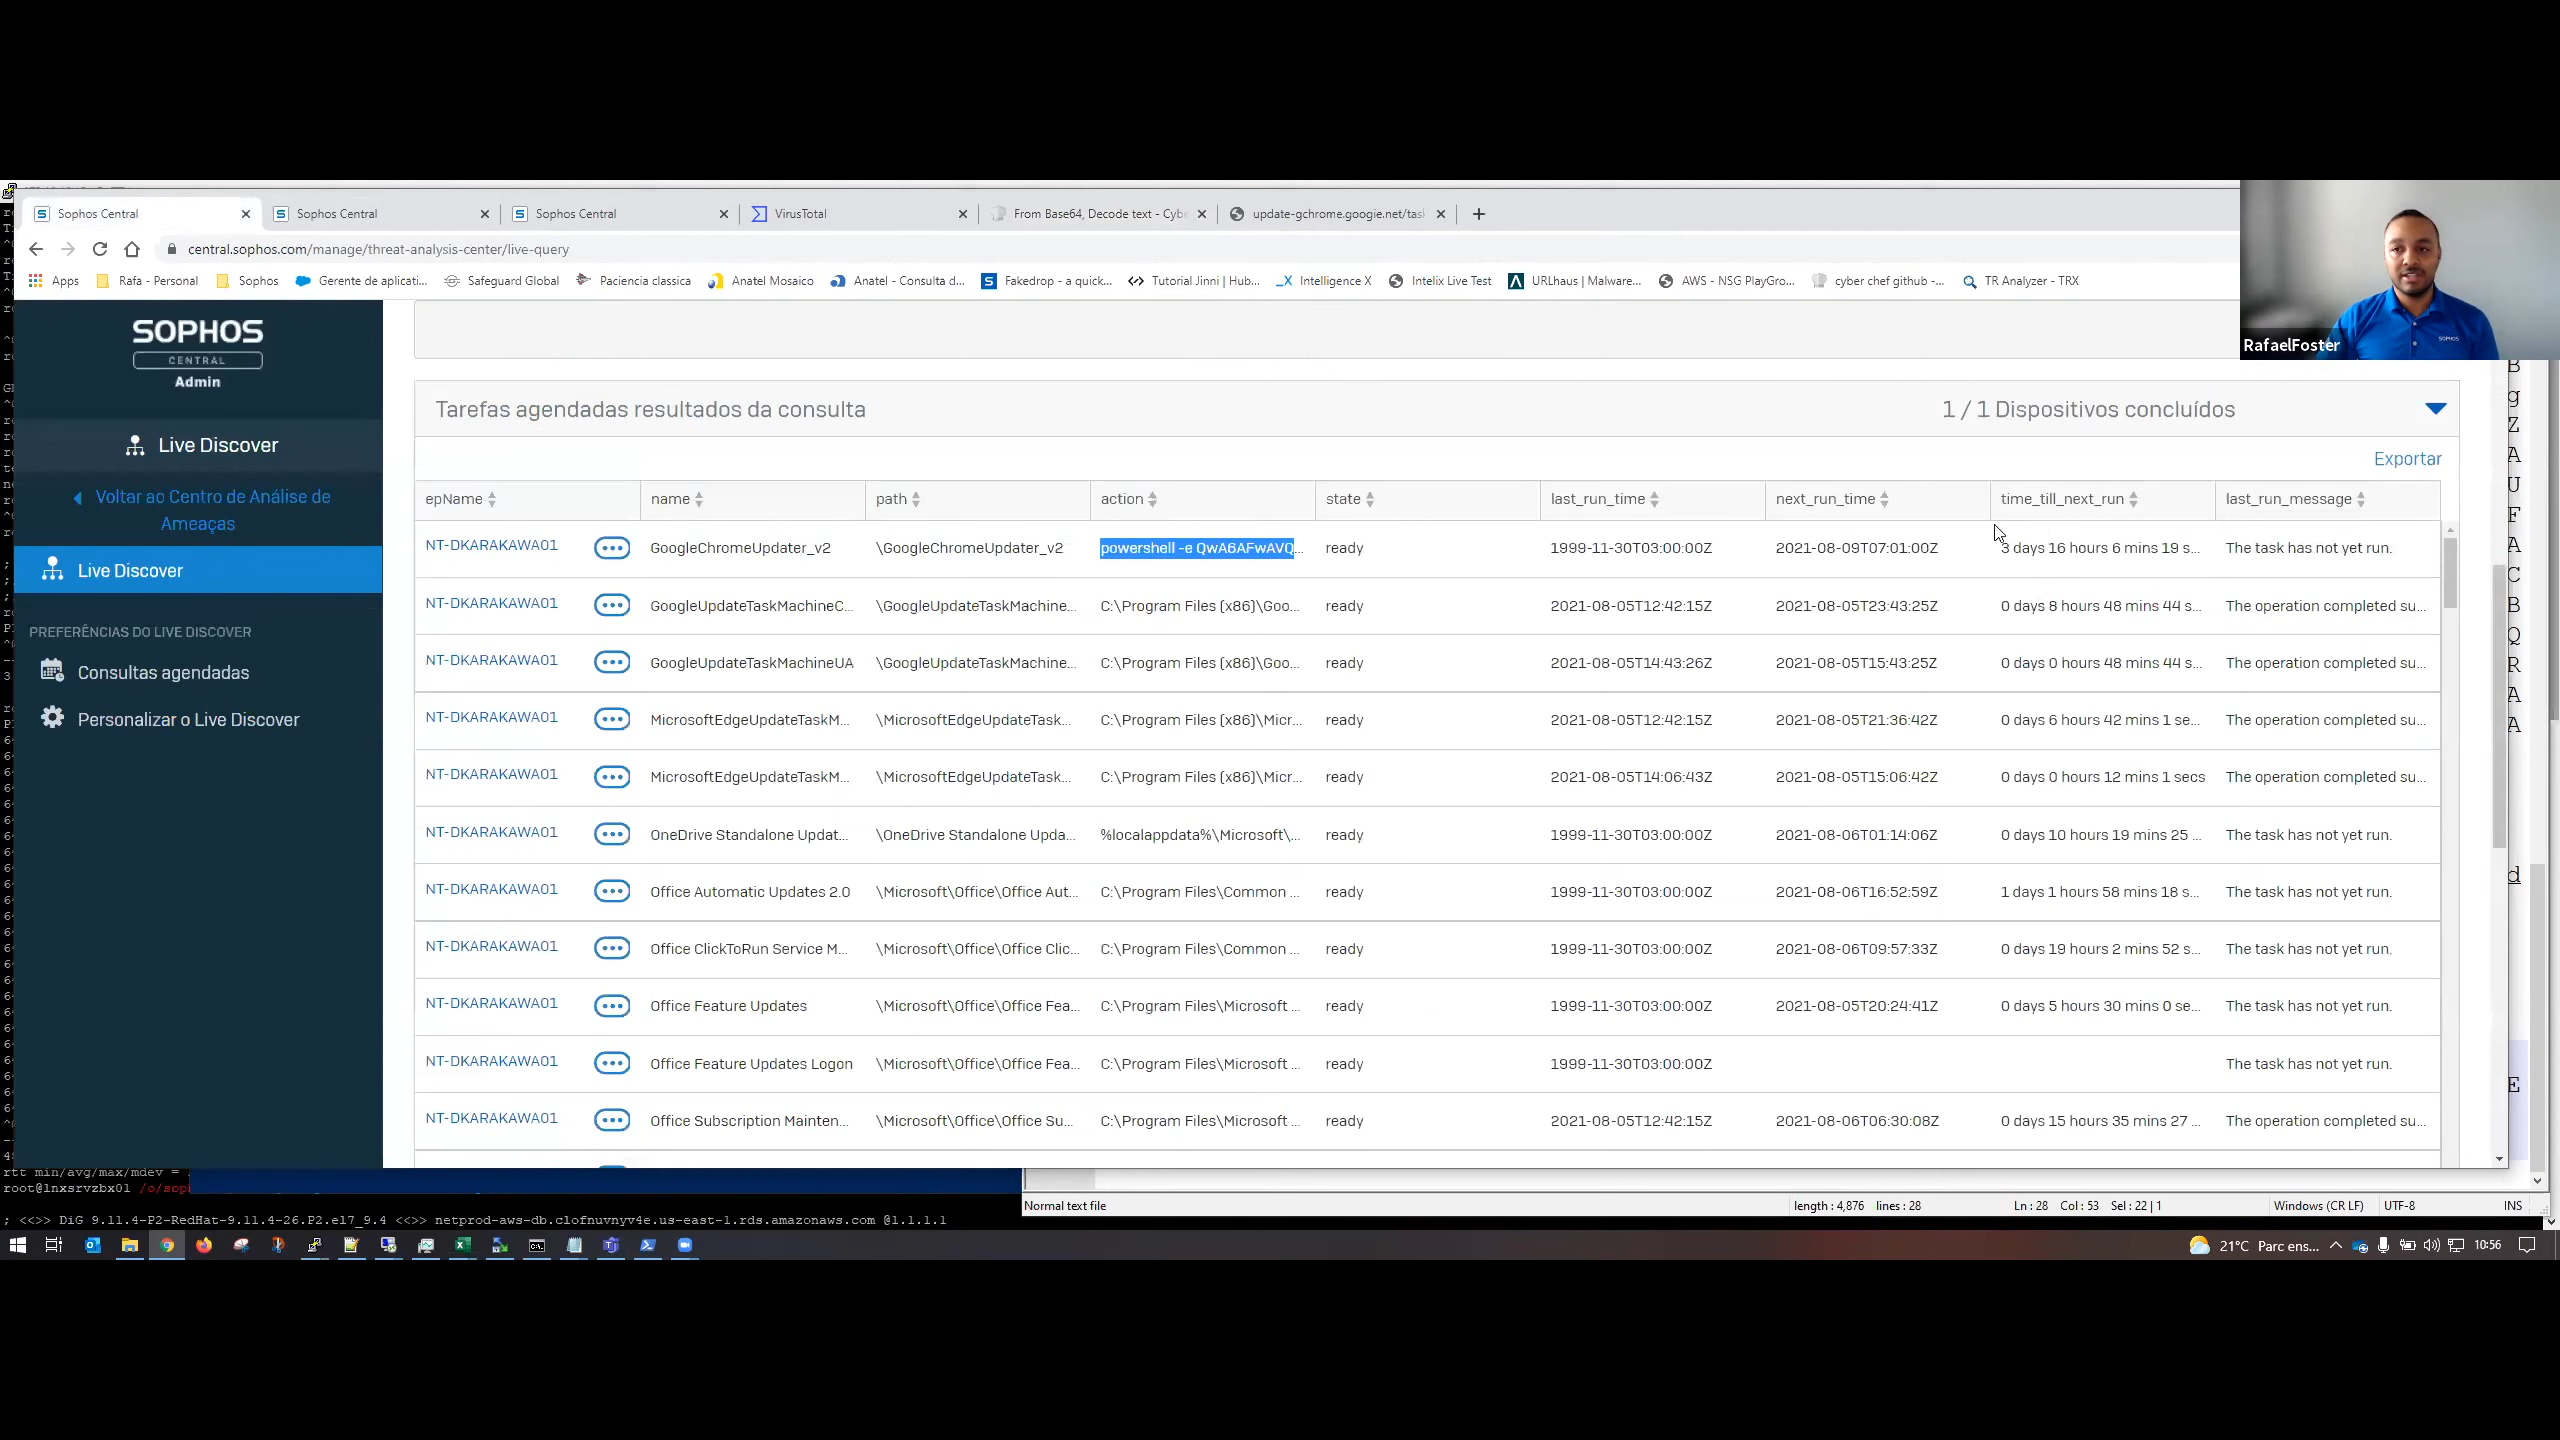 Sophos Central
Sophos Central
Sophos Central
VirusTotal
From Base64, Decode text - Cybe
update-gchrome.googie.net/tas
central.sophos.com/manage/threat-analysis-center/live-query
Apps
Rafa - Personal
Sophos
Gerente de aplicati...
Safeguard Global
Paciencia classica
Anatel Mosaico
Anatel - Consulta d...
Fakedrop - a quick...
Tutorial Jinni | Hub...
Intelligence X
Intelix Live Test
URLhaus | Malware...
AWS - NSG PlayGro...
cyber chef github -...
TR Analyzer - TRX
RafaelFoster
SOPHOS
CENTRAL
Admin
Live Discover
Voltar ao Centro de Análise de
Ameaças
Live Discover
PREFERÊNCIAS DO LIVE DISCOVER
Consultas agendadas
Personalizar o Live Discover
Tarefas agendadas resultados da consulta
1 / 1 Dispositivos concluídos
Exportar
epName name path action state last_run_time next_run_time time_till_next_run last_run_message
NT-DKARAKAWA01 GoogleChromeUpdater_v2 \GoogleChromeUpdater_v2 powershell -e QwA6AFwAVQ... ready 1999-11-30T03:00:00Z 2021-08-09T07:01:00Z 3 days 16 hours 6 mins 19 s... The task has not yet run.
NT-DKARAKAWA01 GoogleUpdateTaskMachineC... \GoogleUpdateTaskMachine... C:\Program Files (x86)\Goo... ready 2021-08-05T12:42:15Z 2021-08-05T23:43:25Z 0 days 8 hours 48 mins 44 s... The operation completed su...
NT-DKARAKAWA01 GoogleUpdateTaskMachineUA \GoogleUpdateTaskMachine... C:\Program Files (x86)\Goo... ready 2021-08-05T14:43:26Z 2021-08-05T15:43:25Z 0 days 0 hours 48 mins 44 s... The operation completed su...
NT-DKARAKAWA01 MicrosoftEdgeUpdateTaskM... \MicrosoftEdgeUpdateTask... C:\Program Files (x86)\Micr... ready 2021-08-05T12:42:15Z 2021-08-05T21:36:42Z 0 days 6 hours 42 mins 1 se... The operation completed su...
NT-DKARAKAWA01 MicrosoftEdgeUpdateTaskM... \MicrosoftEdgeUpdateTask... C:\Program Files (x86)\Micr... ready 2021-08-05T14:06:43Z 2021-08-05T15:06:42Z 0 days 0 hours 12 mins 1 secs The operation completed su...
NT-DKARAKAWA01 OneDrive Standalone Updat... \OneDrive Standalone Upda... %localappdata%\Microsoft\... ready 1999-11-30T03:00:00Z 2021-08-06T01:14:06Z 0 days 10 hours 19 mins 25 ... The task has not yet run.
NT-DKARAKAWA01 Office Automatic Updates 2.0 \Microsoft\Office\Office Aut... C:\Program Files\Common ... ready 1999-11-30T03:00:00Z 2021-08-06T16:52:59Z 1 days 1 hours 58 mins 18 s... The task has not yet run.
NT-DKARAKAWA01 Office ClickToRun Service M... \Microsoft\Office\Office Clic... C:\Program Files\Common ... ready 1999-11-30T03:00:00Z 2021-08-06T09:57:33Z 0 days 19 hours 2 mins 52 s... The task has not yet run.
NT-DKARAKAWA01 Office Feature Updates \Microsoft\Office\Office Fea... C:\Program Files\Microsoft ... ready 1999-11-30T03:00:00Z 2021-08-05T20:24:41Z 0 days 5 hours 30 mins 0 se... The task has not yet run.
NT-DKARAKAWA01 Office Feature Updates Logon \Microsoft\Office\Office Fea... C:\Program Files\Microsoft ... ready 1999-11-30T03:00:00Z The task has not yet run.
NT-DKARAKAWA01 Office Subscription Mainten... \Microsoft\Office\Office Su... C:\Program Files\Microsoft ... ready 2021-08-05T12:42:15Z 2021-08-06T06:30:08Z 0 days 15 hours 35 mins 27 ... The operation completed su...
rtt min/avg/max/mdev =
root@lnxsrvzbx01 /o/sop
; <<>> DiG 9.11.4-P2-RedHat-9.11.4-26.P2.el7_9.4 <<>> netprod-aws-db.clofnuvnyv4e.us-east-1.rds.amazonaws.com @1.1.1.1
Normal text file
length : 4,876 lines : 28
Ln : 28 Col : 53 Sel : 22 | 1
Windows (CR LF)
UTF-8
INS
21°C Parc ens...
10:56